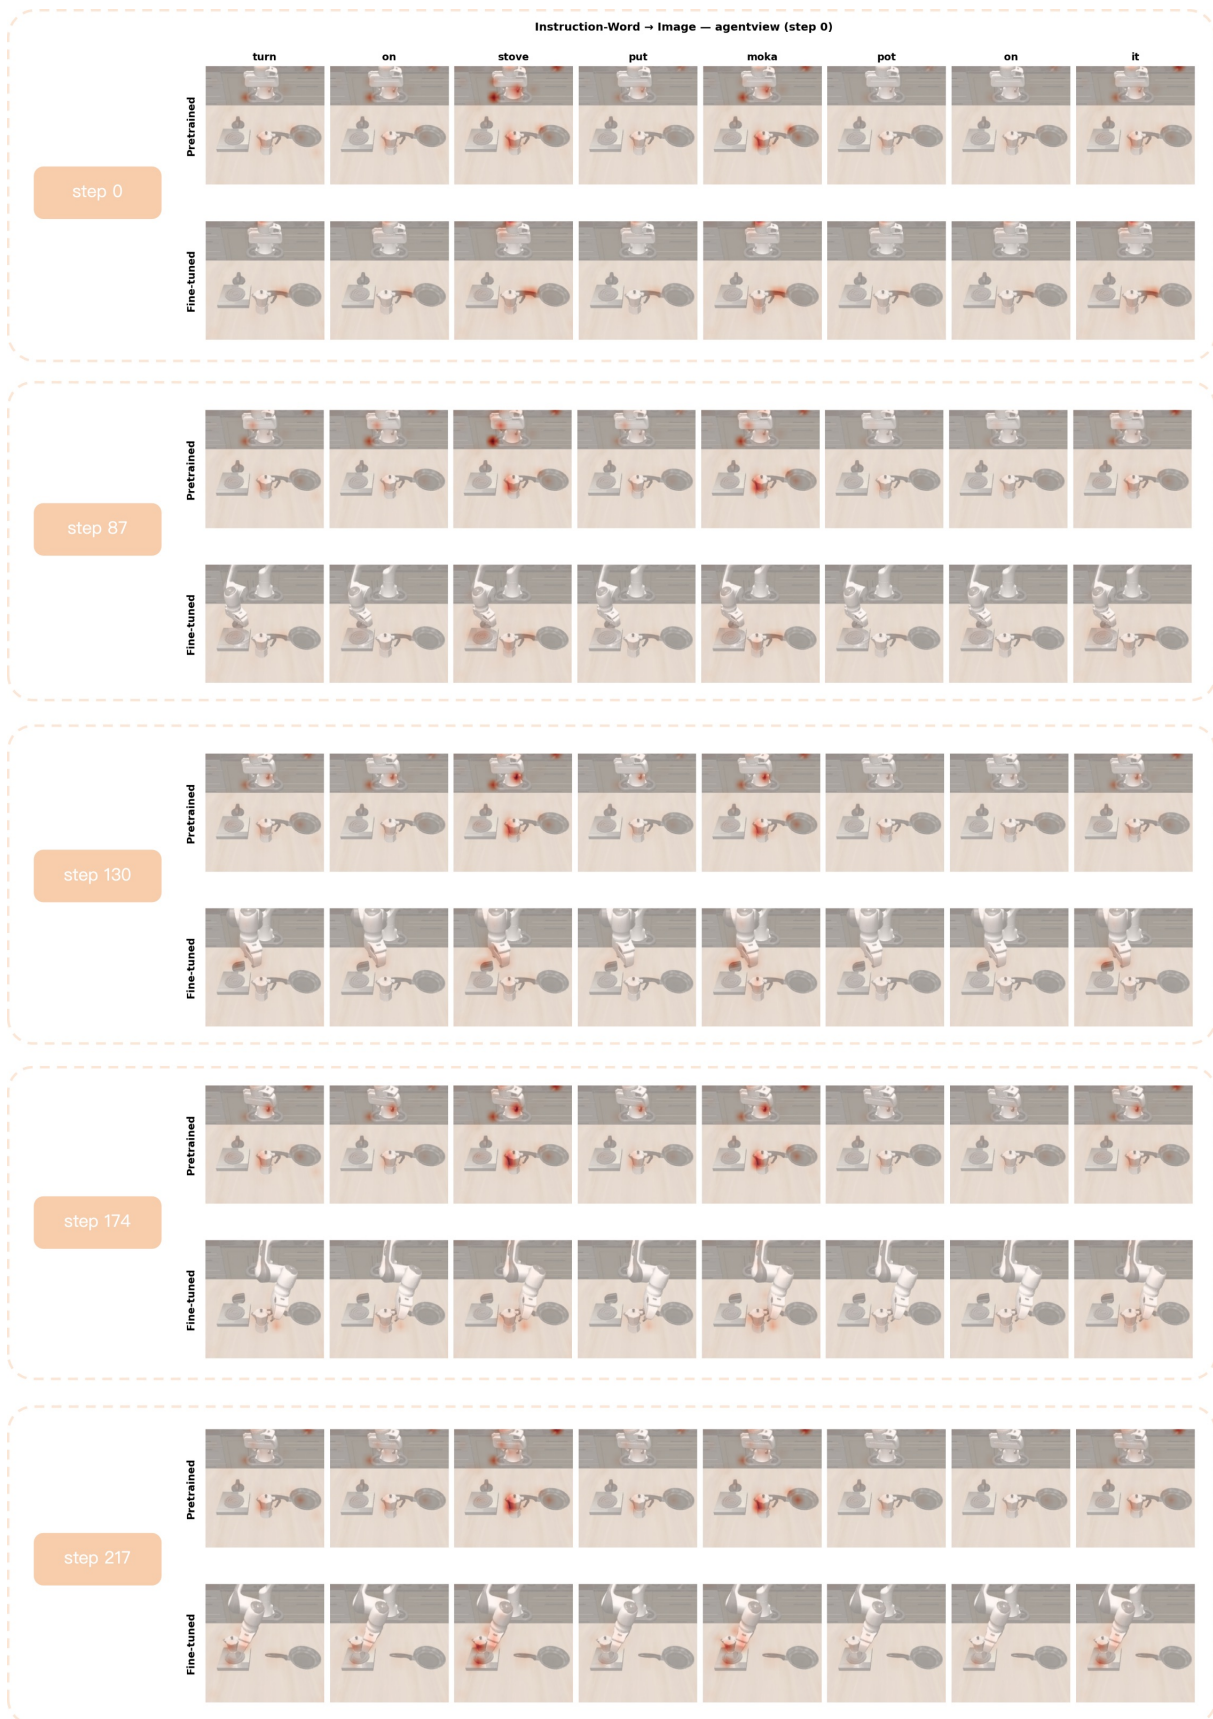 Instruction-Word → Image — agentview (step 0)
turn on stove put moka pot on it
Pretrained
step 0
Fine-tuned
Pretrained
step 87
Fine-tuned
Pretrained
step 130
Fine-tuned
Pretrained
step 174
Fine-tuned
Pretrained
step 217
Fine-tuned